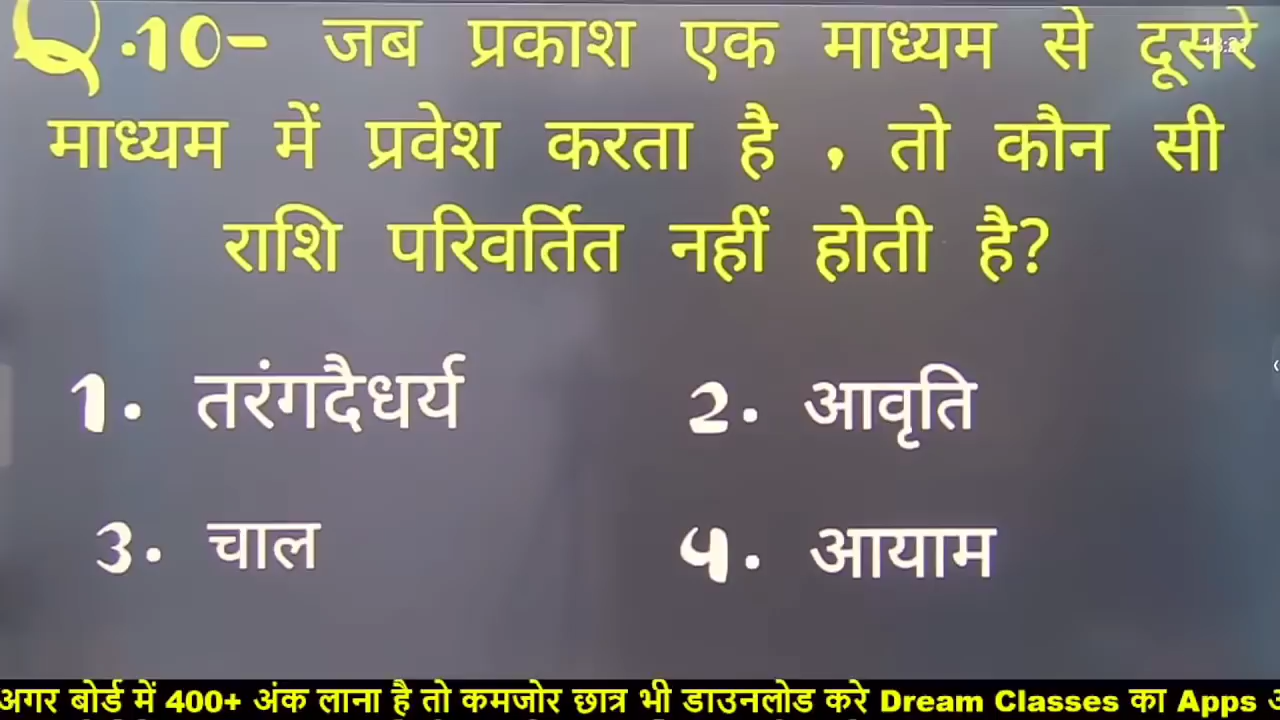 Q.10- जब प्रकाश एक माध्यम से दूसरे
माध्यम में प्रवेश करता है , तो कौन सी
राशि परिवर्तित नहीं होती है?
1. तरंगदैधर्य
2. आवृति
3. चाल
4. आयाम
अगर बोर्ड में 400+ अंक लाना है तो कमजोर छात्र भी डाउनलोड करे Dream Classes का Apps